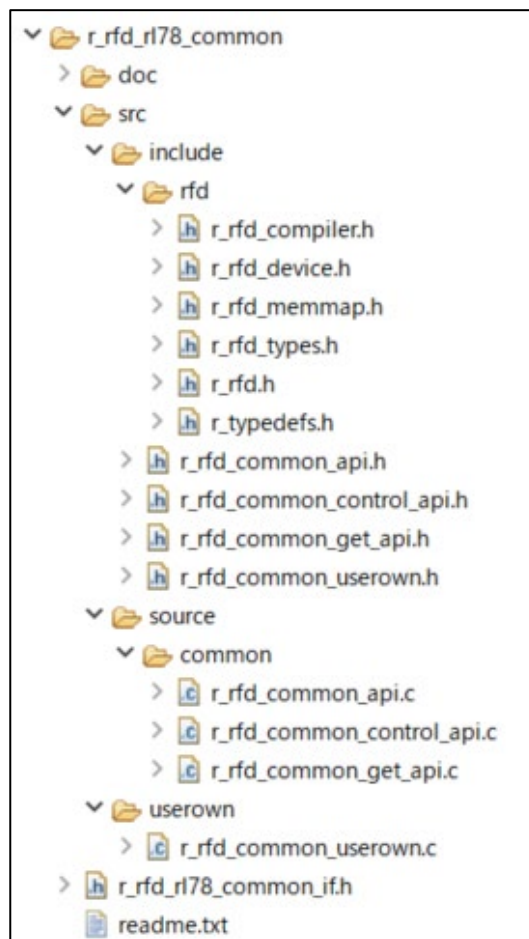 r_rfd_rl78_common
doc
src
include
rfd
r_rfd_compiler.h
r_rfd_device.h
r_rfd_memmap.h
r_rfd_types.h
r_rfd.h
r_typedefs.h
r_rfd_common_api.h
r_rfd_common_control_api.h
r_rfd_common_get_api.h
r_rfd_common_userown.h
source
common
r_rfd_common_api.c
r_rfd_common_control_api.c
r_rfd_common_get_api.c
userown
r_rfd_common_userown.c
r_rfd_rl78_common_if.h
readme.txt